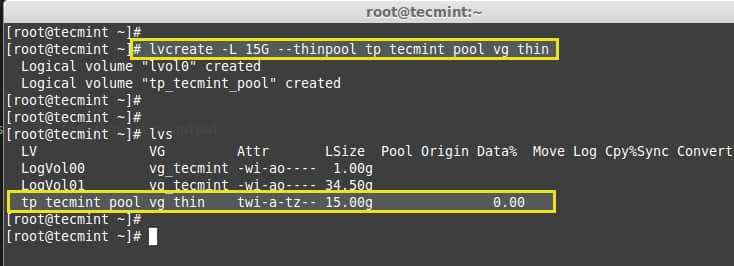 root@tecmint:~
[root@tecmint ~]#
[root@tecmint ~]# lvcreate -L 15G --thinpool tp_tecmint_pool vg_thin
Logical volume "lvol0" created
Logical volume "tp_tecmint_pool" created
[root@tecmint ~]#
[root@tecmint ~]#
[root@tecmint ~]# lvs
LV VG Attr LSize Pool Origin Data% Move Log Cpy%Sync Convert
LogVol00 vg_tecmint -wi-ao---- 1.00g
LogVol01 vg_tecmint -wi-ao---- 34.50g
tp_tecmint_pool vg_thin twi-a-tz-- 15.00g 0.00
[root@tecmint ~]#
[root@tecmint ~]#